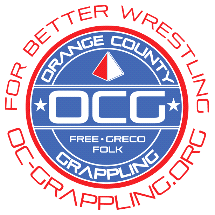 FOR BETTER WRESTLING
ORANGE COUNTY
OCG
FREE • GRECO
FOLK
GRAPPLING
OC-GRAPPLING.ORG